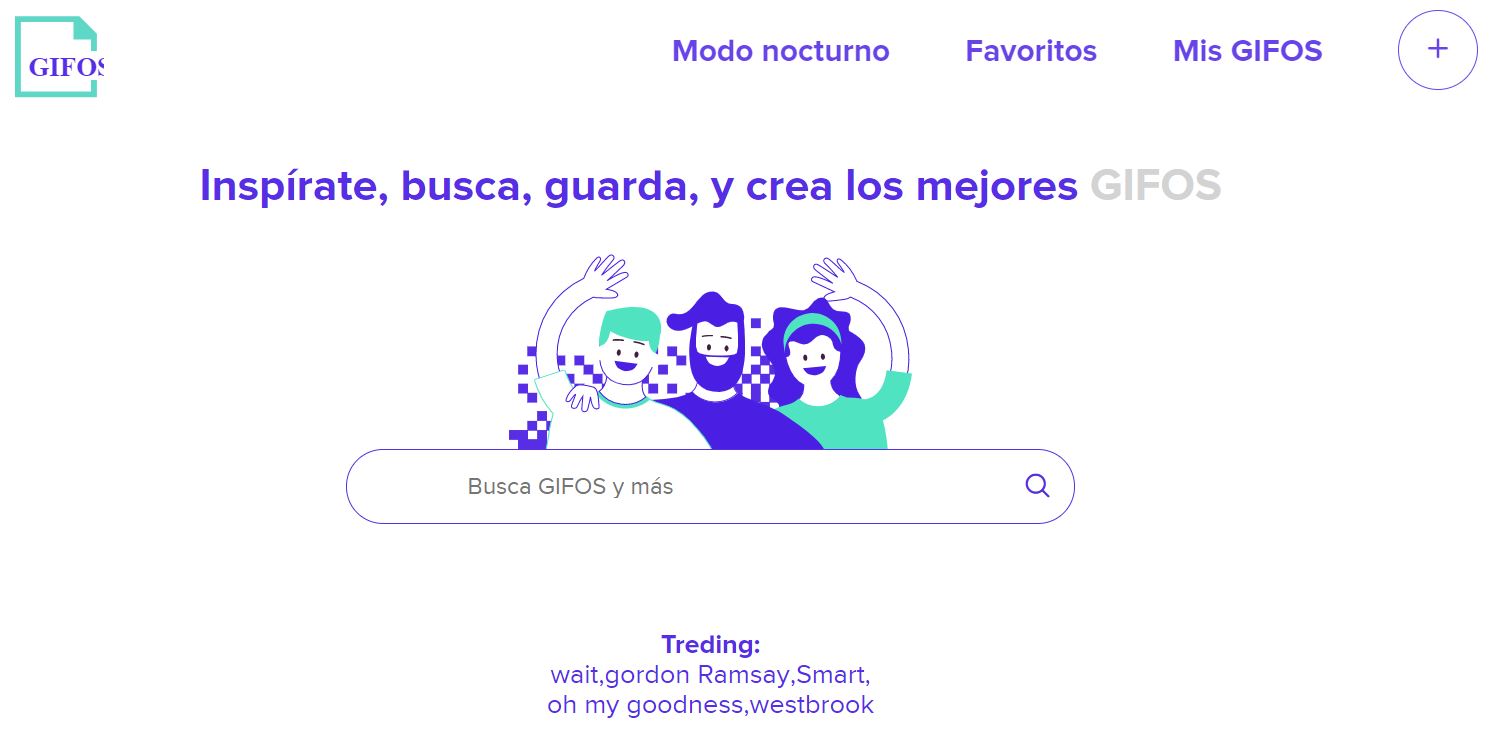 GIFOS
Modo nocturno
Favoritos
Mis GIFOS
+
Inspírate, busca, guarda, y crea los mejores GIFOS
Busca GIFOS y más
Treding:
wait,gordon Ramsay,Smart,
oh my goodness,westbrook